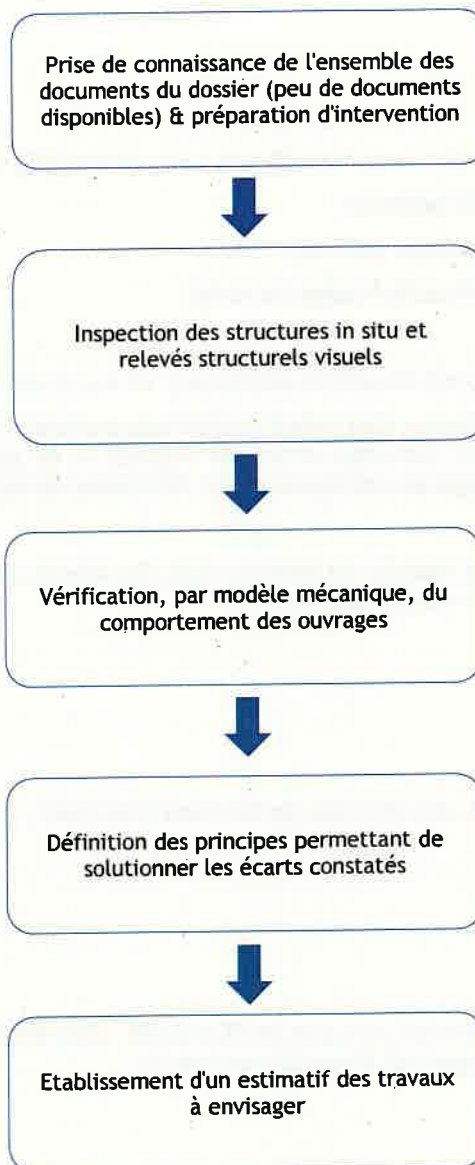 Prise de connaissance de l'ensemble des
documents du dossier (peu de documents
disponibles) & préparation d'intervention
Inspection des structures in situ et
relevés structurels visuels
Vérification, par modèle mécanique, du
comportement des ouvrages
Définition des principes permettant de
solutionner les écarts constatés
Etablissement d'un estimatif des travaux
à envisager